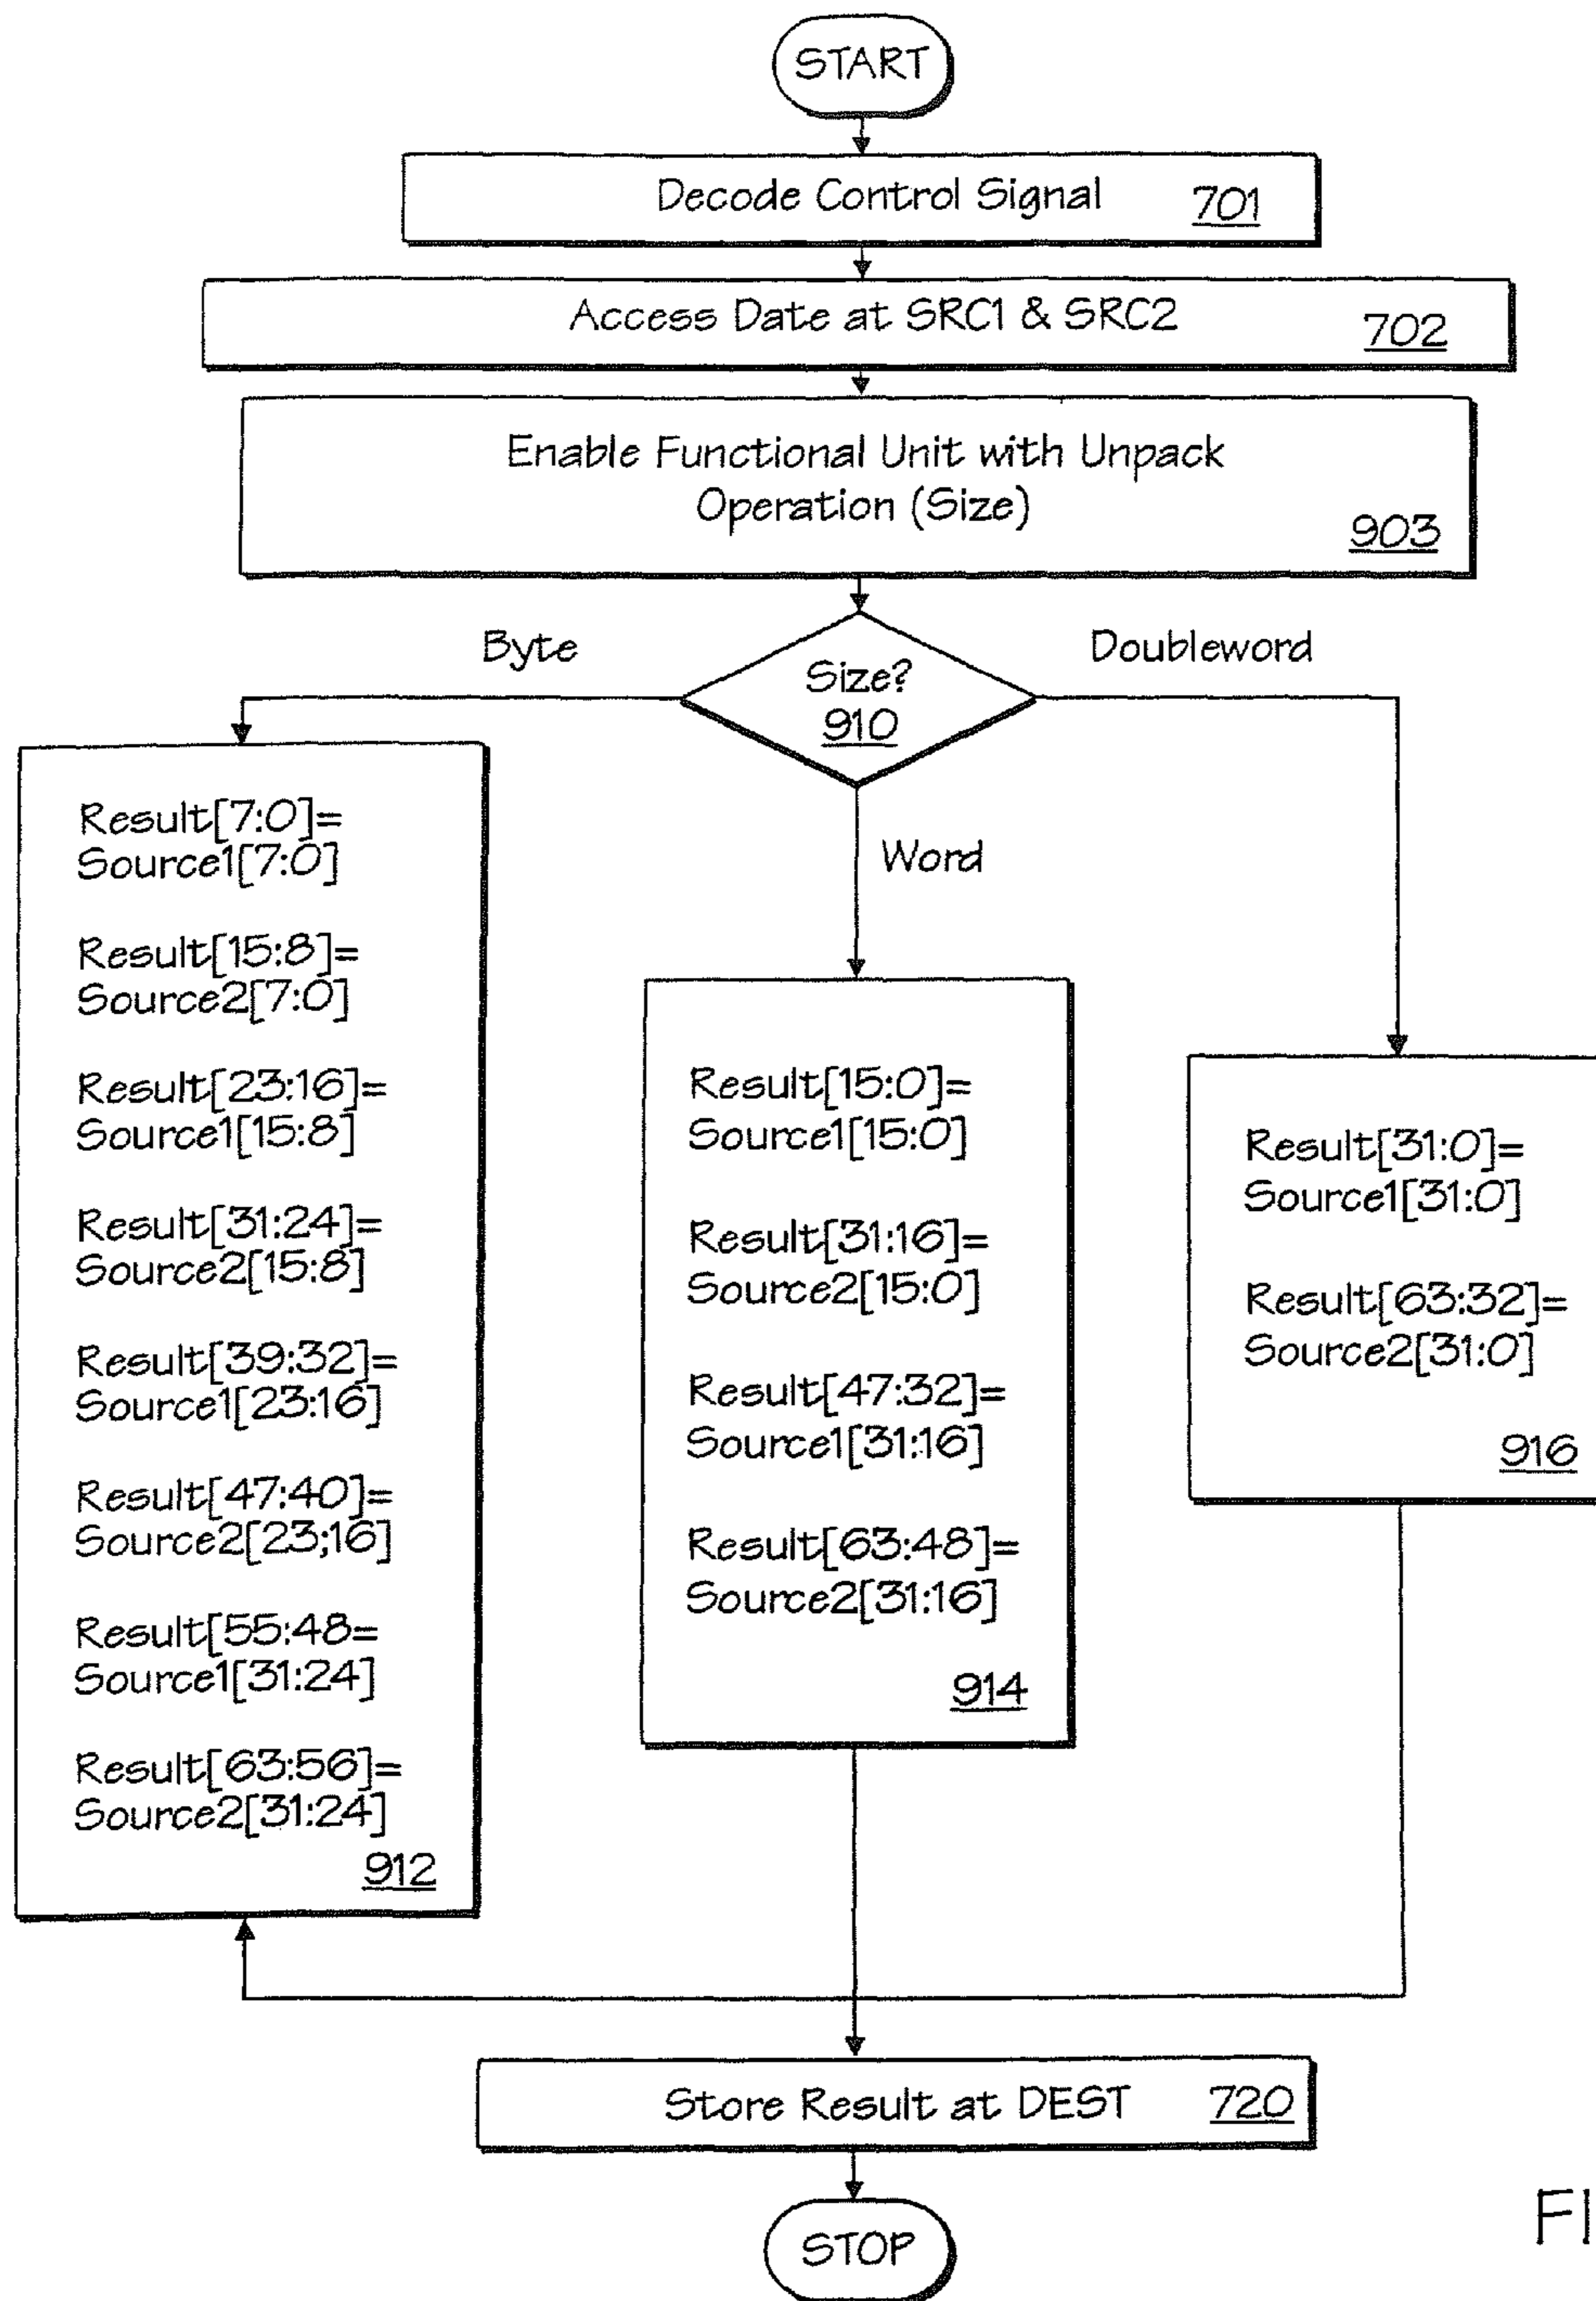 START
Decode Control Signal 701
Access Date at SRC1 & SRC2 702
Enable Functional Unit with Unpack
Operation (Size)
903
Byte
Size?
910
Doubleword
Word
Result[7:0]=
Source1[7:0]
Result[15:8]=
Source2[7:0]
Result[23:16]=
Source1[15:8]
Result[31:24]=
Source2[15:8]
Result[39:32]=
Source1[23:16]
Result[47:40]=
Source2[23;16]
Result[55:48=
Source1[31:24]
Result[63:56]=
Source2[31:24]
912
Result[15:0]=
Source1[15:0]
Result[31:16]=
Source2[15:0]
Result[47:32]=
Source1[31:16]
Result[63:48]=
Source2[31:16]
914
Result[31:0]=
Source1[31:0]
Result[63:32]=
Source2[31:0]
916
Store Result at DEST 720
STOP
FI